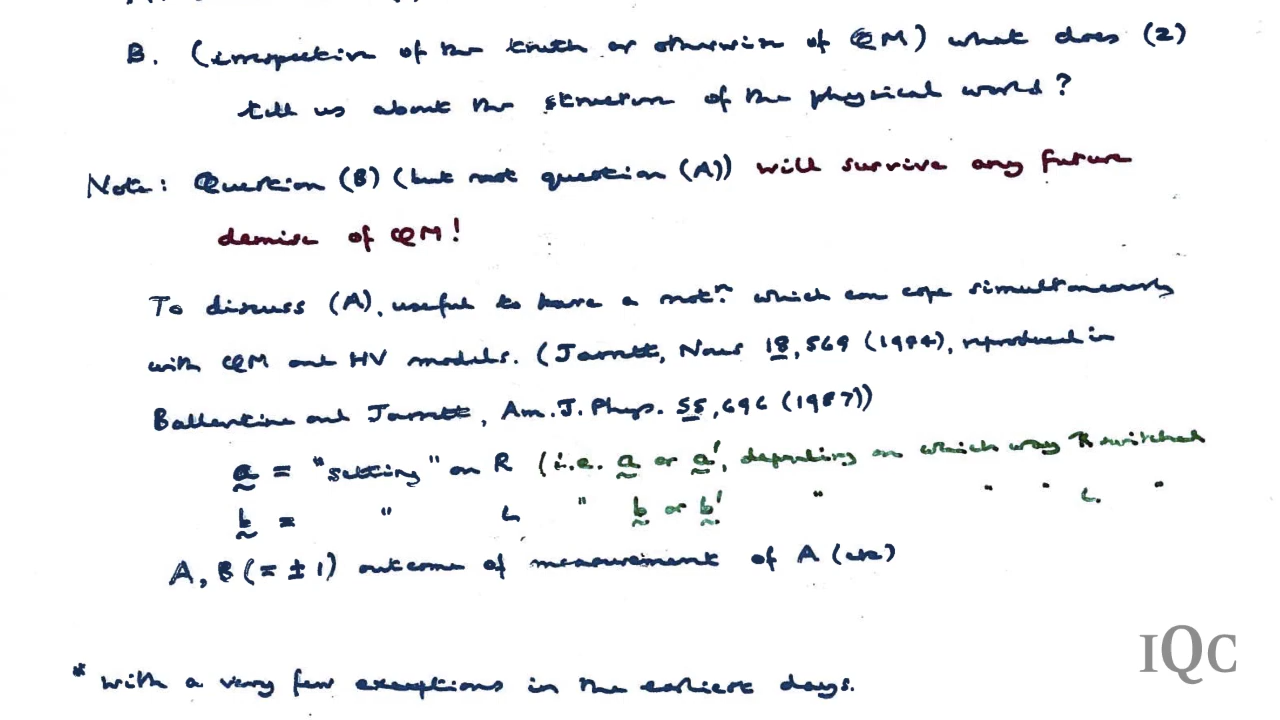 B. (irrespective of the truth or otherwise of QM) what does (2)
tell us about the structure of the physical world?
Note: Question (B) (but not question (A)) will survive any future
demise of QM!
To discuss (A), useful to have a notⁿ. which can cope simultaneously
with QM and HV models. (Jarrett, Nous 18, 569 (1984), reproduced in
Ballentine and Jarrett, Am. J. Phys. 55, 696 (1987))
a = "setting" on R (i.e. a or a', depending on which way R switched
b = " L " b or b' " " " L. "
A, B (= ± 1) outcome of measurement of A (etc)
* with a very few exceptions in the earliest days.
IQC